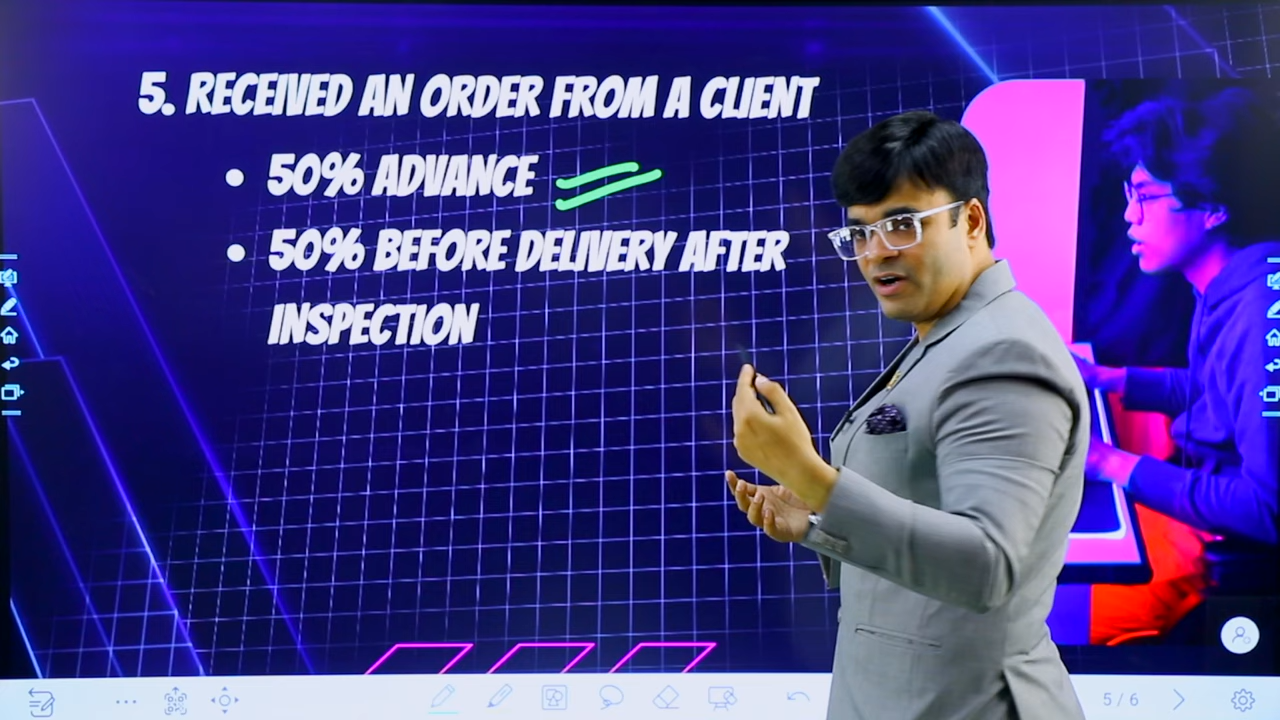 5. RECEIVED AN ORDER FROM A CLIENT
50% ADVANCE
50% BEFORE DELIVERY AFTER
INSPECTION
5 / 6